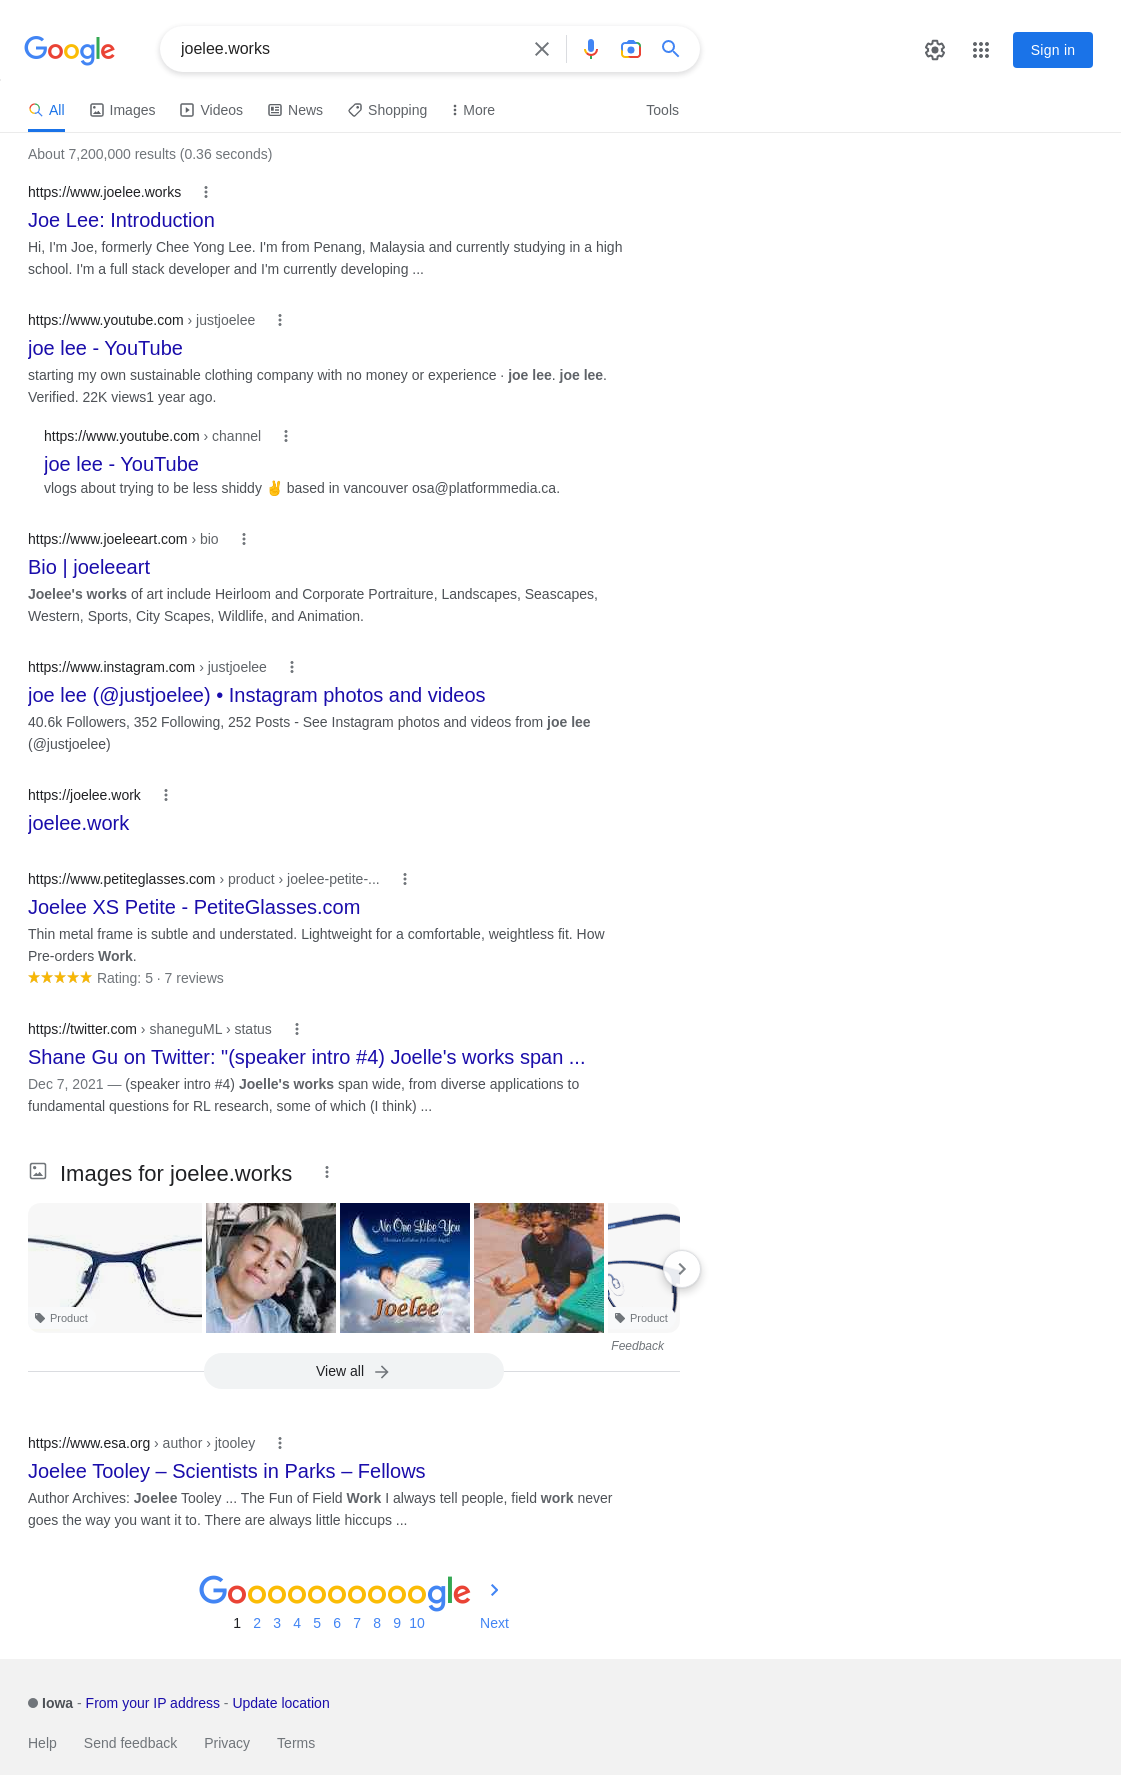 Google
joelee.works
Sign in
All Images Videos News Shopping More Tools
About 7,200,000 results (0.36 seconds)
https://www.joelee.works
Joe Lee: Introduction
Hi, I'm Joe, formerly Chee Yong Lee. I'm from Penang, Malaysia and currently studying in a high
school. I'm a full stack developer and I'm currently developing ...
https://www.youtube.com › justjoelee
joe lee - YouTube
starting my own sustainable clothing company with no money or experience · joe lee. joe lee.
Verified. 22K views1 year ago.
https://www.youtube.com › channel
joe lee - YouTube
vlogs about trying to be less shiddy ✌ based in vancouver osa@platformmedia.ca.
https://www.joeleeart.com › bio
Bio | joeleeart
Joelee's works of art include Heirloom and Corporate Portraiture, Landscapes, Seascapes,
Western, Sports, City Scapes, Wildlife, and Animation.
https://www.instagram.com › justjoelee
joe lee (@justjoelee) • Instagram photos and videos
40.6k Followers, 352 Following, 252 Posts - See Instagram photos and videos from joe lee
(@justjoelee)
https://joelee.work
joelee.work
https://www.petiteglasses.com › product › joelee-petite-...
Joelee XS Petite - PetiteGlasses.com
Thin metal frame is subtle and understated. Lightweight for a comfortable, weightless fit. How
Pre-orders Work.
Rating: 5 · 7 reviews
https://twitter.com › shaneguML › status
Shane Gu on Twitter: "(speaker intro #4) Joelle's works span ...
Dec 7, 2021 — (speaker intro #4) Joelle's works span wide, from diverse applications to
fundamental questions for RL research, some of which (I think) ...
Images for joelee.works
No One Like You
Christian Lullabies for Little Angels
Joelee
Product
Product
Feedback
View all
https://www.esa.org › author › jtooley
Joelee Tooley – Scientists in Parks – Fellows
Author Archives: Joelee Tooley ... The Fun of Field Work I always tell people, field work never
goes the way you want it to. There are always little hiccups ...
Goooooooooogle
1 2 3 4 5 6 7 8 9 10 Next
Iowa - From your IP address - Update location
Help Send feedback Privacy Terms